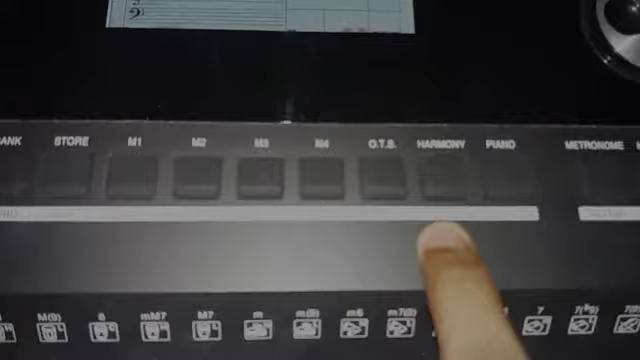 STORE M1 M2 M3 M4 O.T.S. HARMONY PIANO METRONOME
M(9) 6 mM7 M7 m m(9) m6 m7(9) 7 7(♯9)